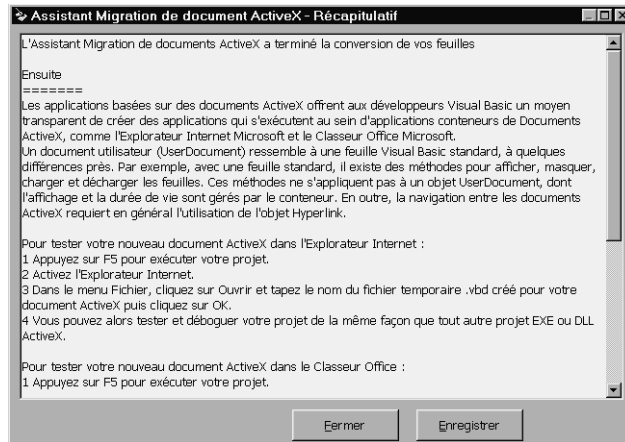 Assistant Migration de document ActiveX - Récapitulatif
L'Assistant Migration de documents ActiveX a terminé la conversion de vos feuilles
Ensuite
=======
Les applications basées sur des documents ActiveX offrent aux développeurs Visual Basic un moyen
transparent de créer des applications qui s'exécutent au sein d'applications conteneurs de Documents
ActiveX, comme l'Explorateur Internet Microsoft et le Classeur Office Microsoft.
Un document utilisateur (UserDocument) ressemble à une feuille Visual Basic standard, à quelques
différences près. Par exemple, avec une feuille standard, il existe des méthodes pour afficher, masquer,
charger et décharger les feuilles. Ces méthodes ne s'appliquent pas à un objet UserDocument, dont
l'affichage et la durée de vie sont gérés par le conteneur. En outre, la navigation entre les documents
ActiveX requiert en général l'utilisation de l'objet Hyperlink.
Pour tester votre nouveau document ActiveX dans l'Explorateur Internet :
1 Appuyez sur F5 pour exécuter votre projet.
2 Activez l'Explorateur Internet.
3 Dans le menu Fichier, cliquez sur Ouvrir et tapez le nom du fichier temporaire .vbd créé pour votre
document ActiveX puis cliquez sur OK.
4 Vous pouvez alors tester et déboguer votre projet de la même façon que tout autre projet EXE ou DLL
ActiveX.
Pour tester votre nouveau document ActiveX dans le Classeur Office :
1 Appuyez sur F5 pour exécuter votre projet.
Fermer
Enregistrer